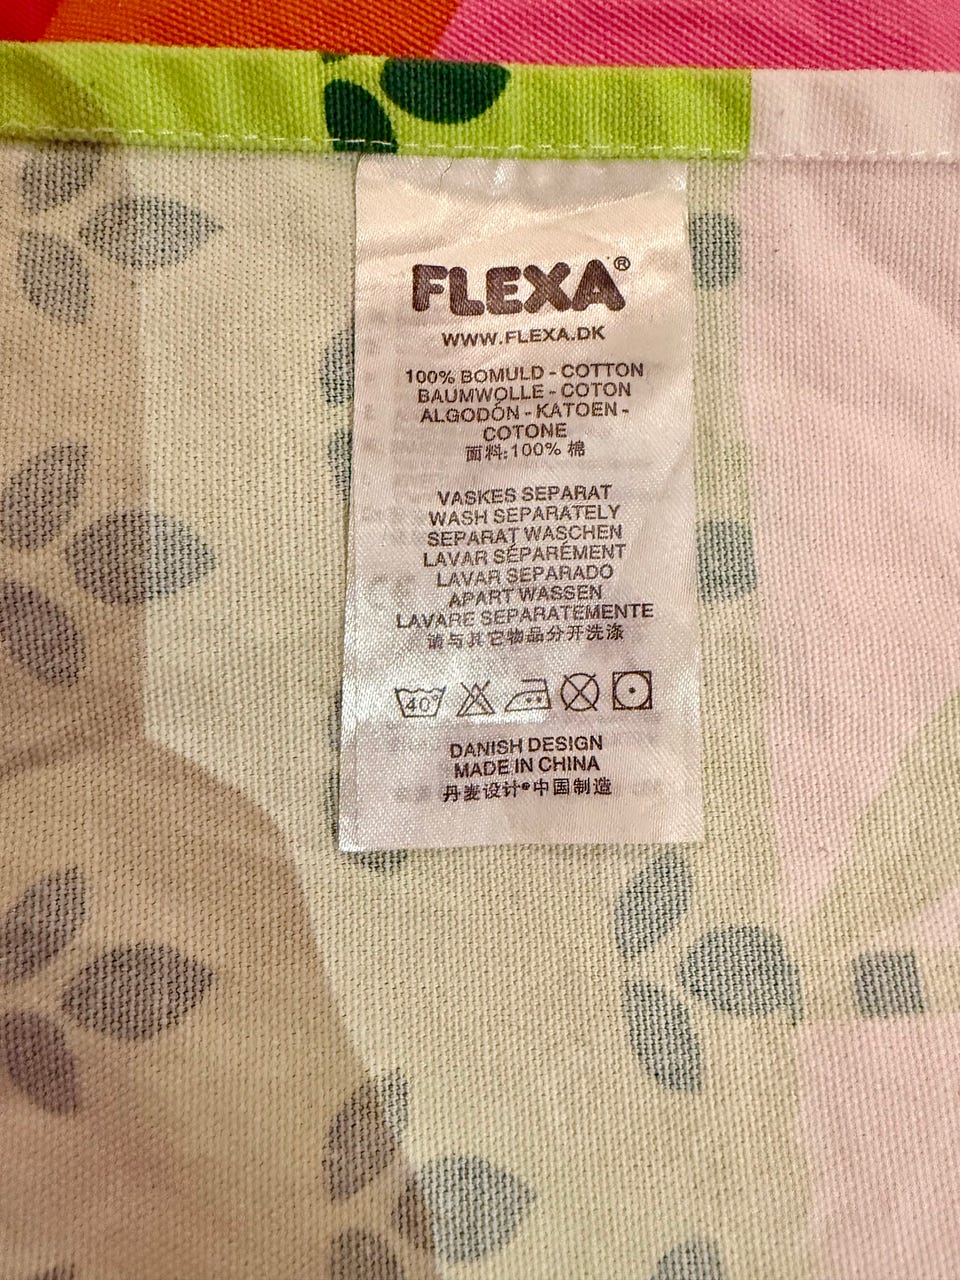 FLEXA®
WWW.FLEXA.DK
100% BOMULD - COTTON
BAUMWOLLE - COTON
ALGODÓN - KATOEN -
COTONE
面料:100% 棉
VASKES SEPARAT
WASH SEPARATELY
SEPARAT WASCHEN
LAVAR SÉPARÉMENT
LAVAR SEPARADO
APART WASSEN
LAVARE SEPARATEMENTE
请与其它物品分开洗涤
40°
DANISH DESIGN
MADE IN CHINA
丹麦设计®中国制造